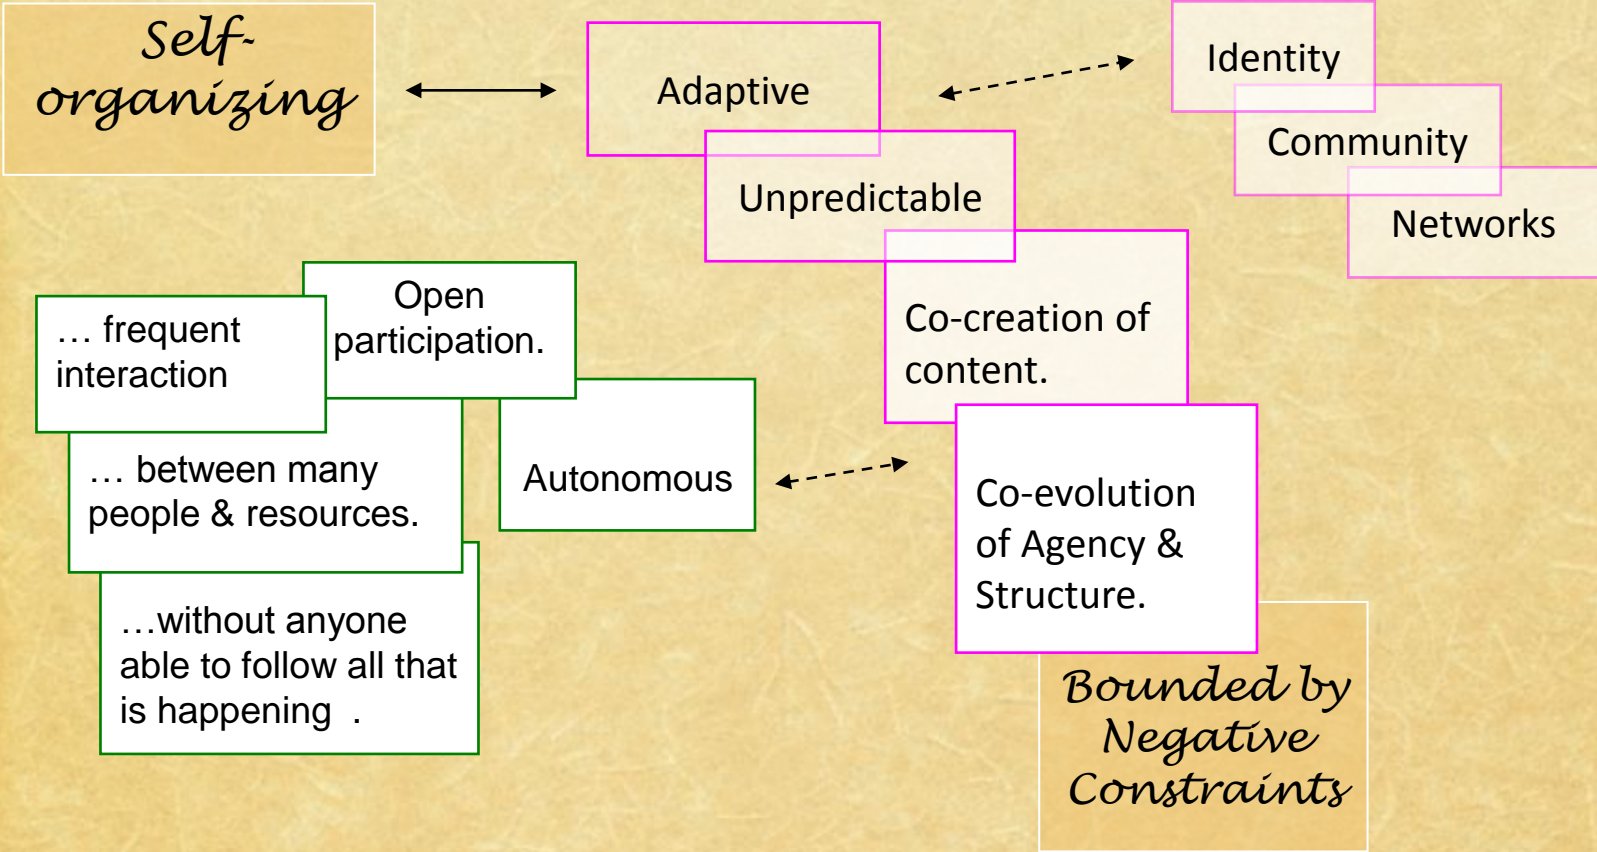 Self-
organizing
Adaptive
Unpredictable
Co-creation of
content.
Co-evolution
of Agency &
Structure.
Bounded by
Negative
Constraints
Identity
Community
Networks
Open
participation.
… frequent
interaction
… between many
people & resources.
…without anyone
able to follow all that
is happening .
Autonomous